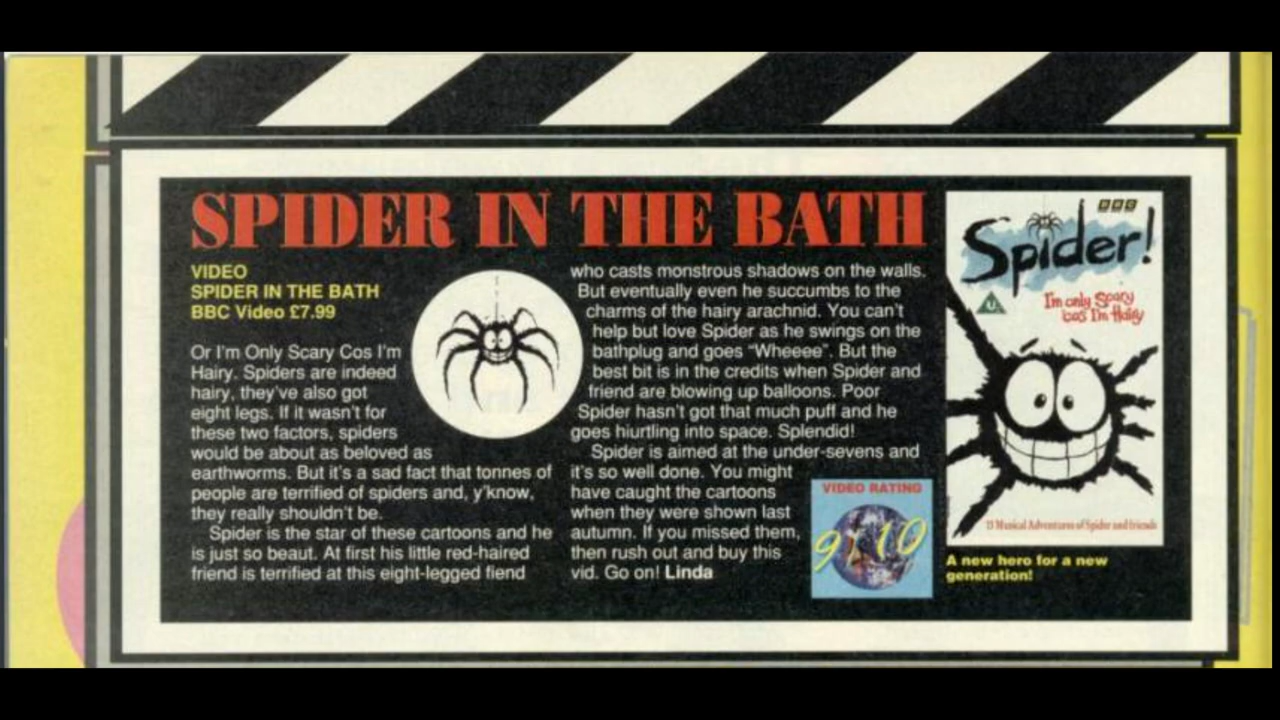 SPIDER IN THE BATH
VIDEO
SPIDER IN THE BATH
BBC Video £7.99
Or I'm Only Scary Cos I'm
Hairy. Spiders are indeed
hairy, they've also got
eight legs. If it wasn't for
these two factors, spiders
would be about as beloved as
earthworms. But it's a sad fact that tonnes of
people are terrified of spiders and, y'know,
they really shouldn't be.
Spider is the star of these cartoons and he
is just so beaut. At first his little red-haired
friend is terrified at this eight-legged fiend
who casts monstrous shadows on the walls.
But eventually even he succumbs to the
charms of the hairy arachnid. You can't
help but love Spider as he swings on the
bathplug and goes "Wheeee". But the
best bit is in the credits when Spider and
friend are blowing up balloons. Poor
Spider hasn't got that much puff and he
goes hiurtling into space. Splendid!
Spider is aimed at the under-sevens and
it's so well done. You might
have caught the cartoons
when they were shown last
autumn. If you missed them,
then rush out and buy this
vid. Go on! Linda
VIDEO RATING
9 10
BBC
Spider!
U
I'm only Scary
'cos I'm Hairy
13 Musical Adventures of Spider and friends
A new hero for a new
generation!